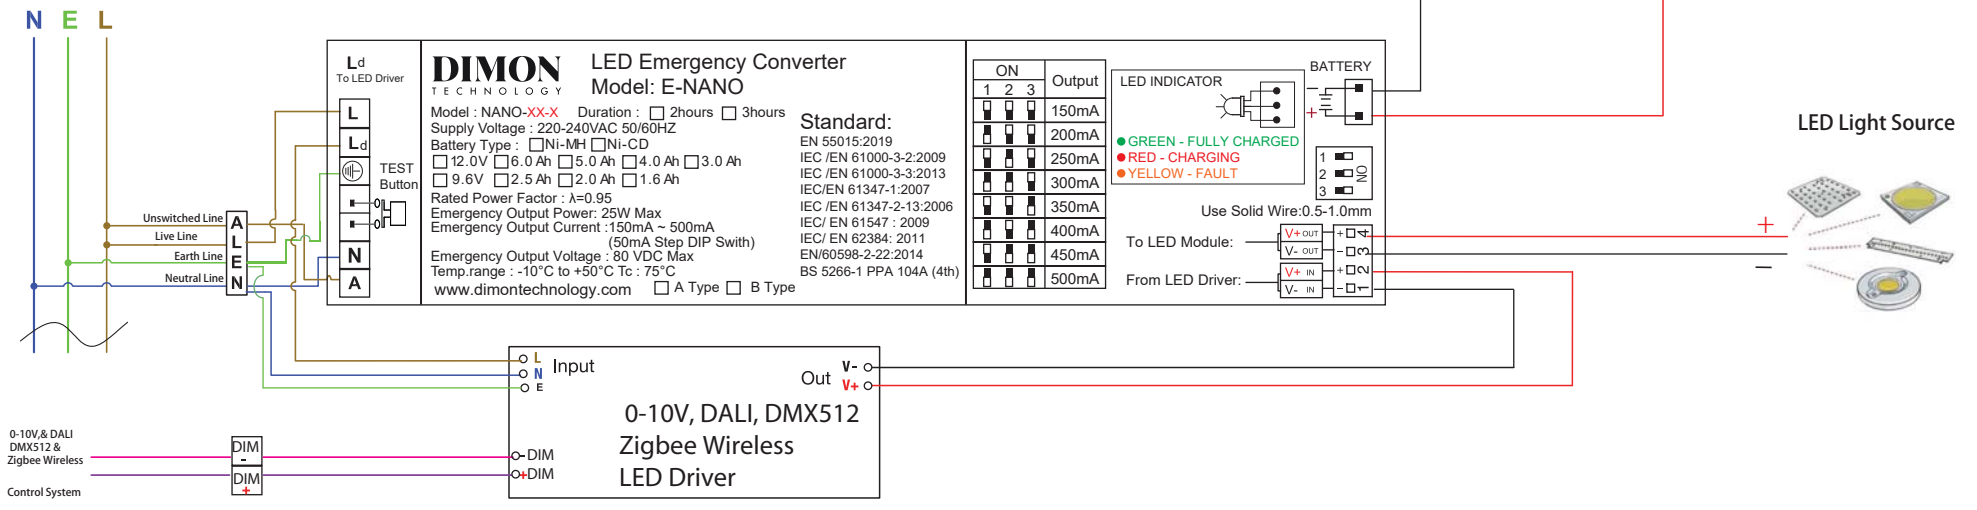 N E L
Unswitched Line
Live Line
Earth Line
Neutral Line
A
L
E
N
Ld
To LED Driver
L
Ld
TEST
Button
N
A
DIMON
TECHNOLOGY
LED Emergency Converter
Model: E-NANO
Model : NANO-XX-X Duration : 2hours 3hours
Supply Voltage : 220-240VAC 50/60HZ
Battery Type : Ni-MH Ni-CD
12.0V 6.0 Ah 5.0 Ah 4.0 Ah 3.0 Ah
9.6V 2.5 Ah 2.0 Ah 1.6 Ah
Rated Power Factor : λ=0.95
Emergency Output Power: 25W Max
Emergency Output Current :150mA ~ 500mA
(50mA Step DIP Swith)
Emergency Output Voltage : 80 VDC Max
Temp.range : -10°C to +50°C Tc : 75°C
www.dimontechnology.com A Type B Type
Standard:
EN 55015:2019
IEC /EN 61000-3-2:2009
IEC /EN 61000-3-3:2013
IEC/EN 61347-1:2007
IEC /EN 61347-2-13:2006
IEC/ EN 61547 : 2009
IEC/ EN 62384: 2011
EN/60598-2-22:2014
BS 5266-1 PPA 104A (4th)
ON Output
1 2 3
150mA
200mA
250mA
300mA
350mA
400mA
450mA
500mA
LED INDICATOR
GREEN - FULLY CHARGED
RED - CHARGING
YELLOW - FAULT
BATTERY
− +
1
2
3
ON
Use Solid Wire:0.5-1.0mm
To LED Module:
V+ OUT + 4
V- OUT - 3
From LED Driver:
V+ IN + 2
V- IN - 1
+
−
LED Light Source
L
N
E
Input
Out
V-
V+
0-10V, DALI, DMX512
Zigbee Wireless
LED Driver
-DIM
+DIM
0-10V,& DALI
DMX512 &
Zigbee Wireless
Control System
DIM
-
DIM
+